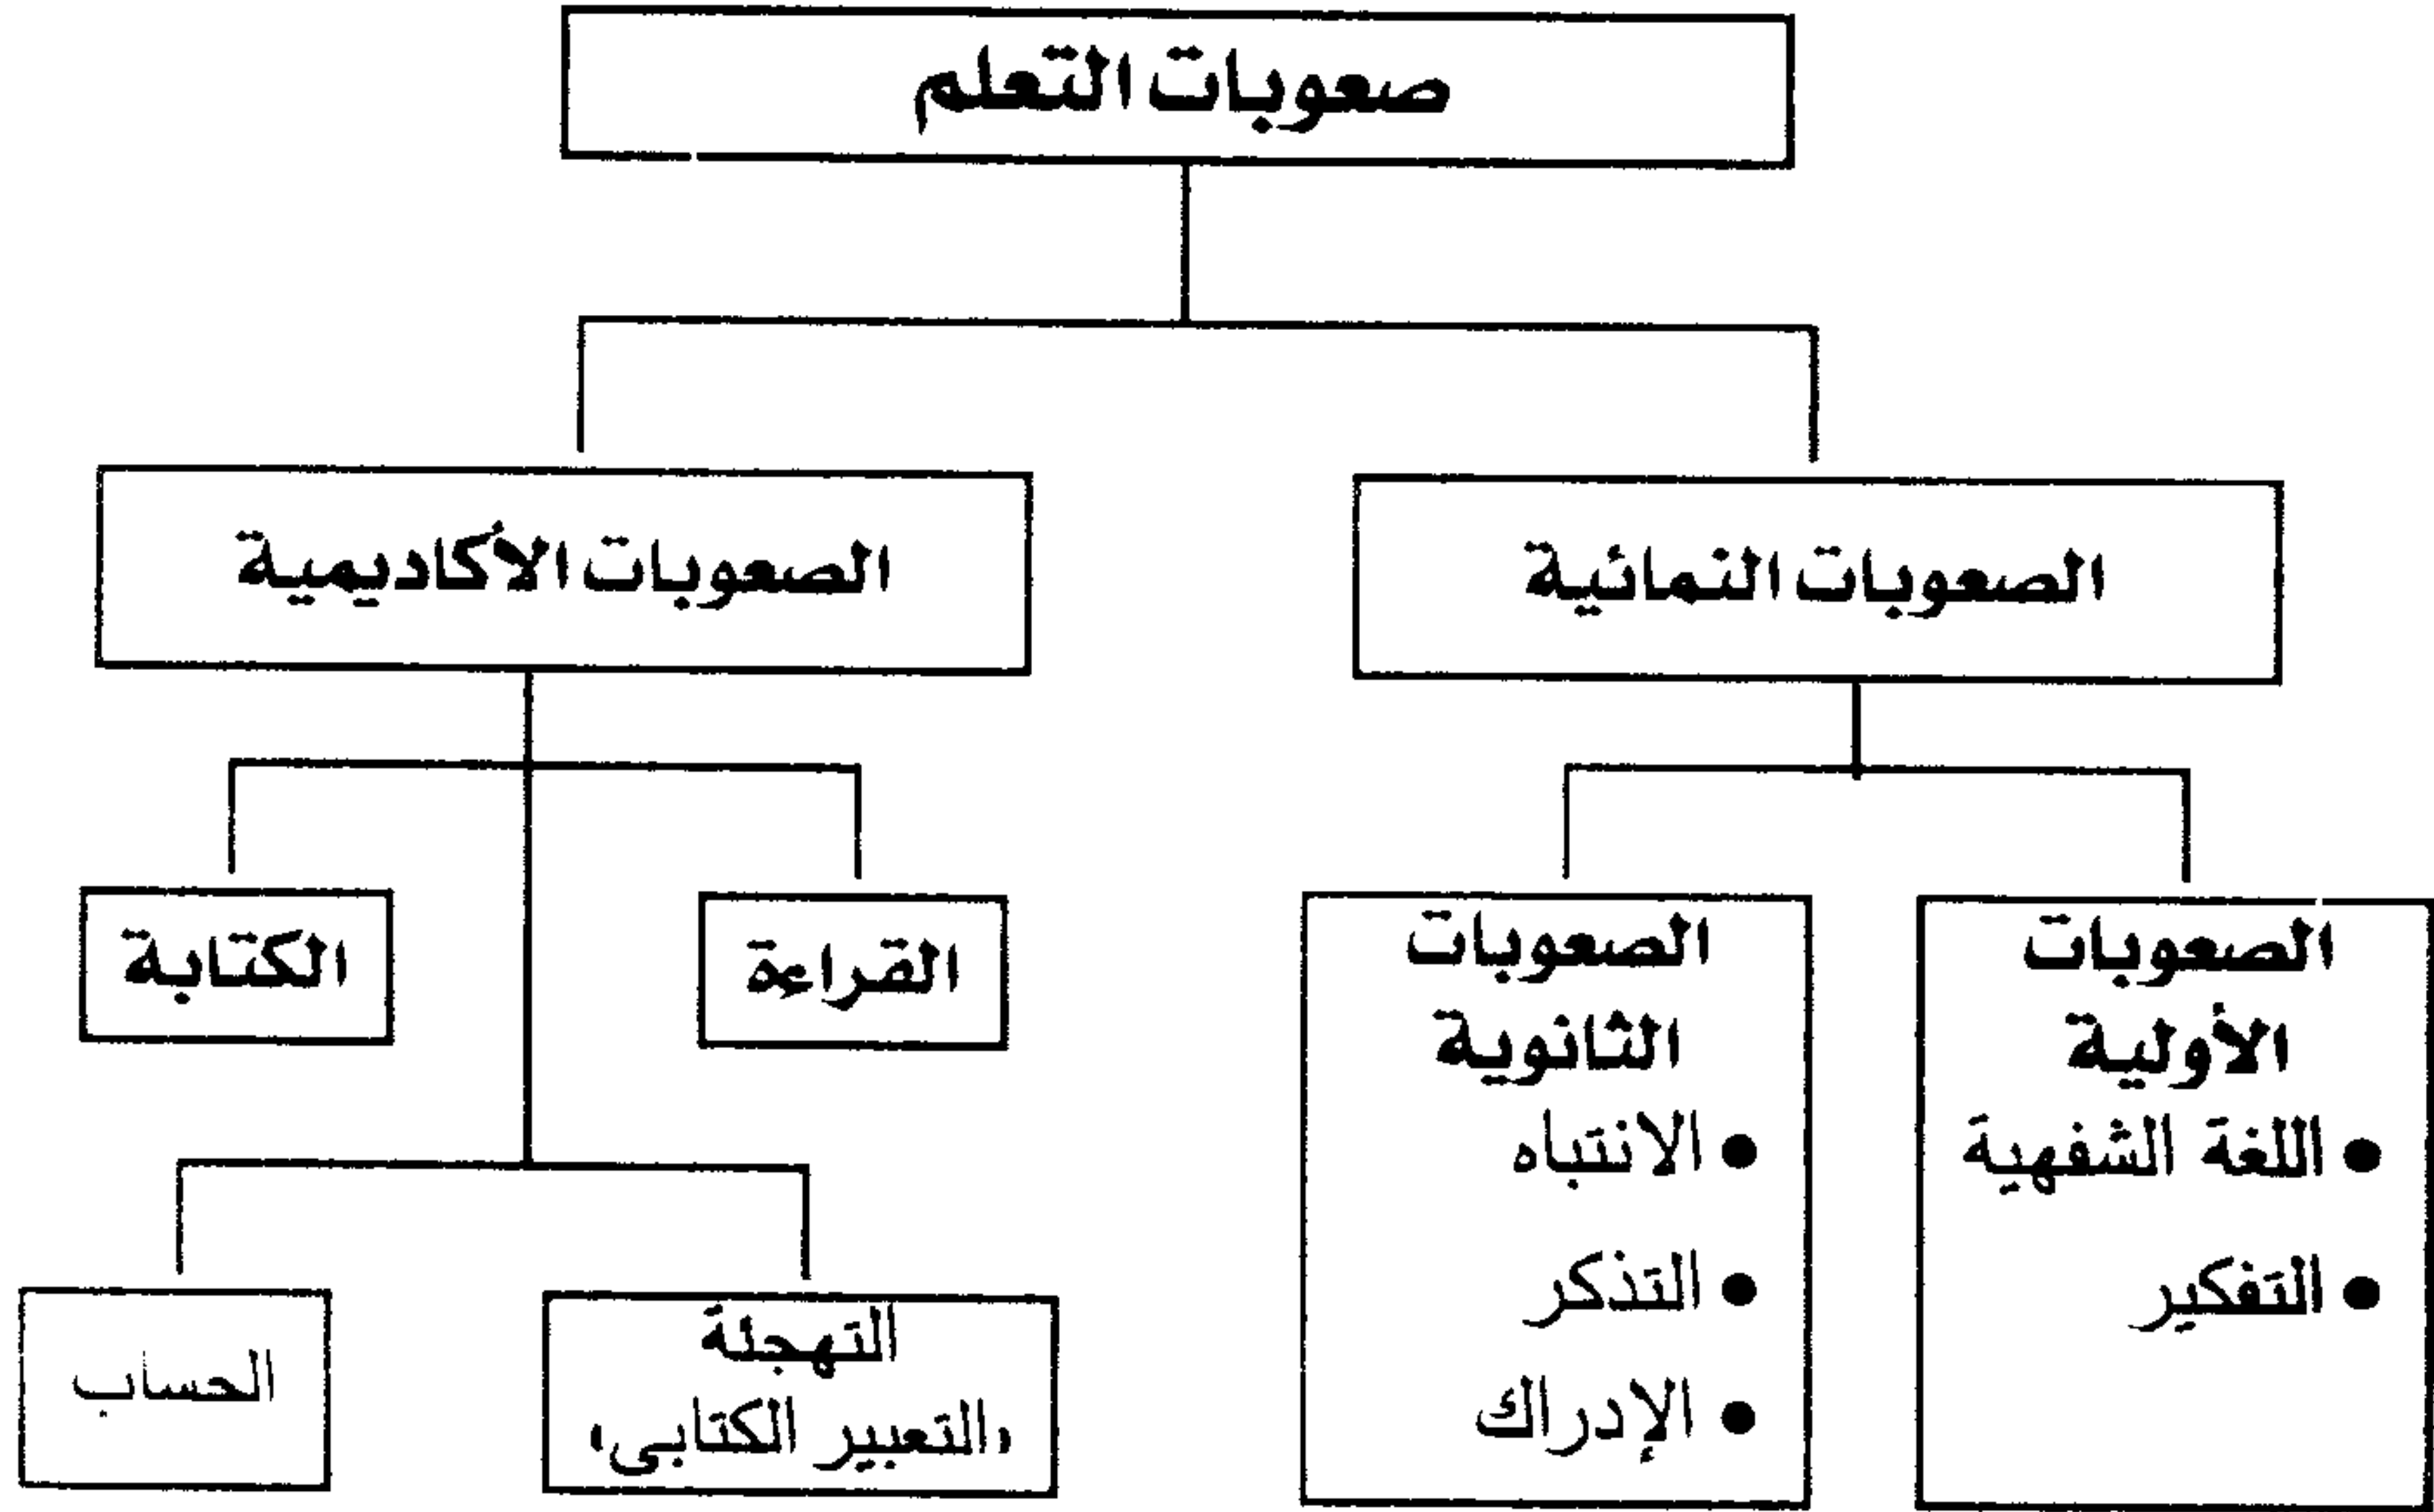 صعوبات التعلم
الصعوبات النمائية
الصعوبات الأكاديمية
الصعوبات
الأولية
● اللغة الشفهية
● التفكير
الصعوبات
الثانوية
● الانتباه
● التذكر
● الإدراك
القراءة
الكتابة
التهجئة
(التعبير الكتابى)
الحساب